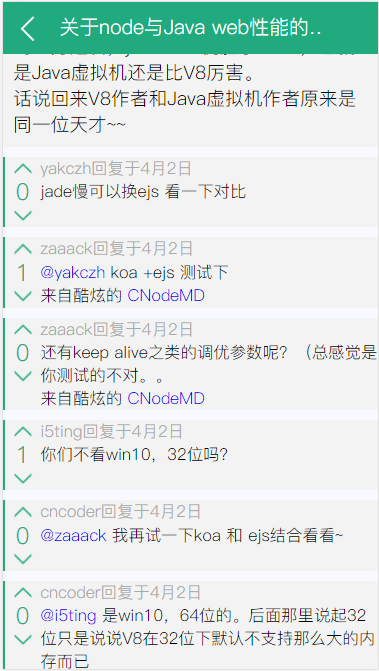 关于node与Java web性能的..
是Java虚拟机还是比V8厉害。
话说回来V8作者和Java虚拟机作者原来是
同一位天才~~
yakczh回复于4月2日
0
jade慢可以换ejs 看一下对比
zaaack回复于4月2日
1
@yakczh koa +ejs 测试下
来自酷炫的 CNodeMD
zaaack回复于4月2日
0
还有keep alive之类的调优参数呢？（总感觉是
你测试的不对。。
来自酷炫的 CNodeMD
i5ting回复于4月2日
1
你们不看win10，32位吗?
cncoder回复于4月2日
0
@zaaack 我再试一下koa 和 ejs结合看看~
cncoder回复于4月2日
0
@i5ting 是win10，64位的。后面那里说起32
位只是说说V8在32位下默认不支持那么大的内
存而已